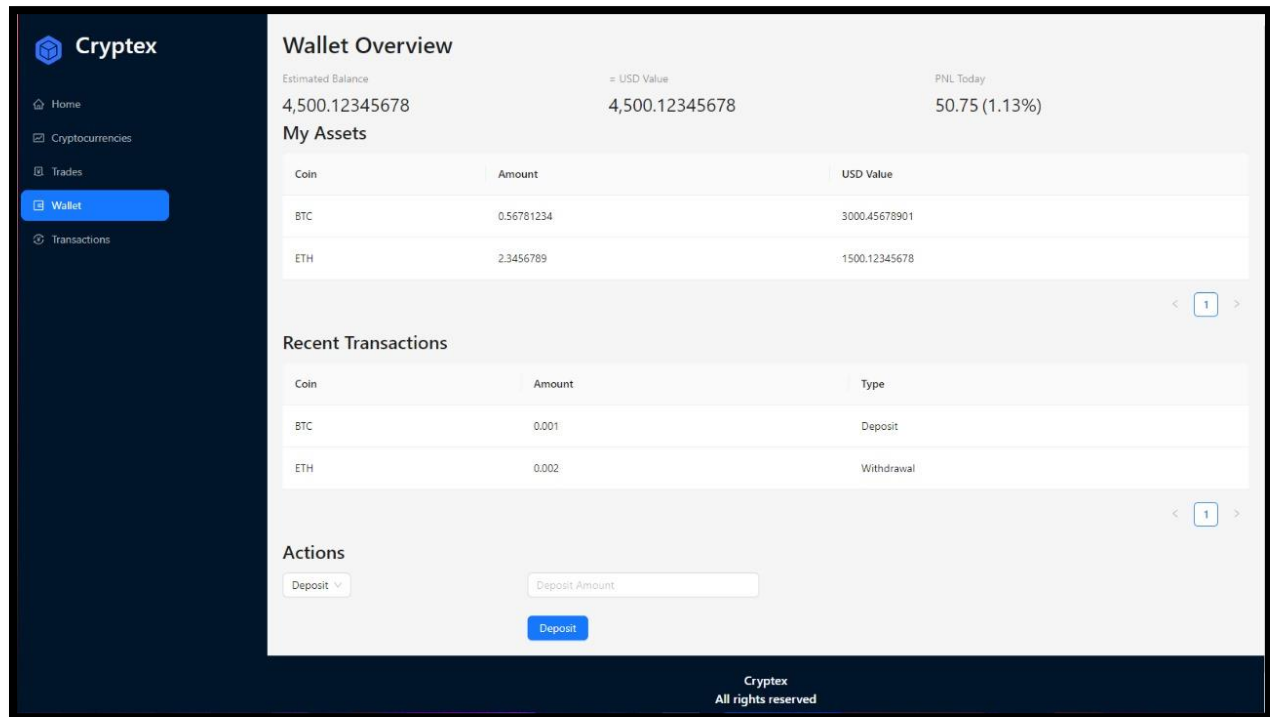 Cryptex
Home
Cryptocurrencies
Trades
Wallet
Transactions
Wallet Overview
Estimated Balance = USD Value PNL Today
4,500.12345678 4,500.12345678 50.75 (1.13%)
My Assets
Coin Amount USD Value
BTC 0.56781234 3000.45678901
ETH 2.3456789 1500.12345678
< 1 >
Recent Transactions
Coin Amount Type
BTC 0.001 Deposit
ETH 0.002 Withdrawal
< 1 >
Actions
Deposit Deposit Amount
Deposit
Cryptex
All rights reserved